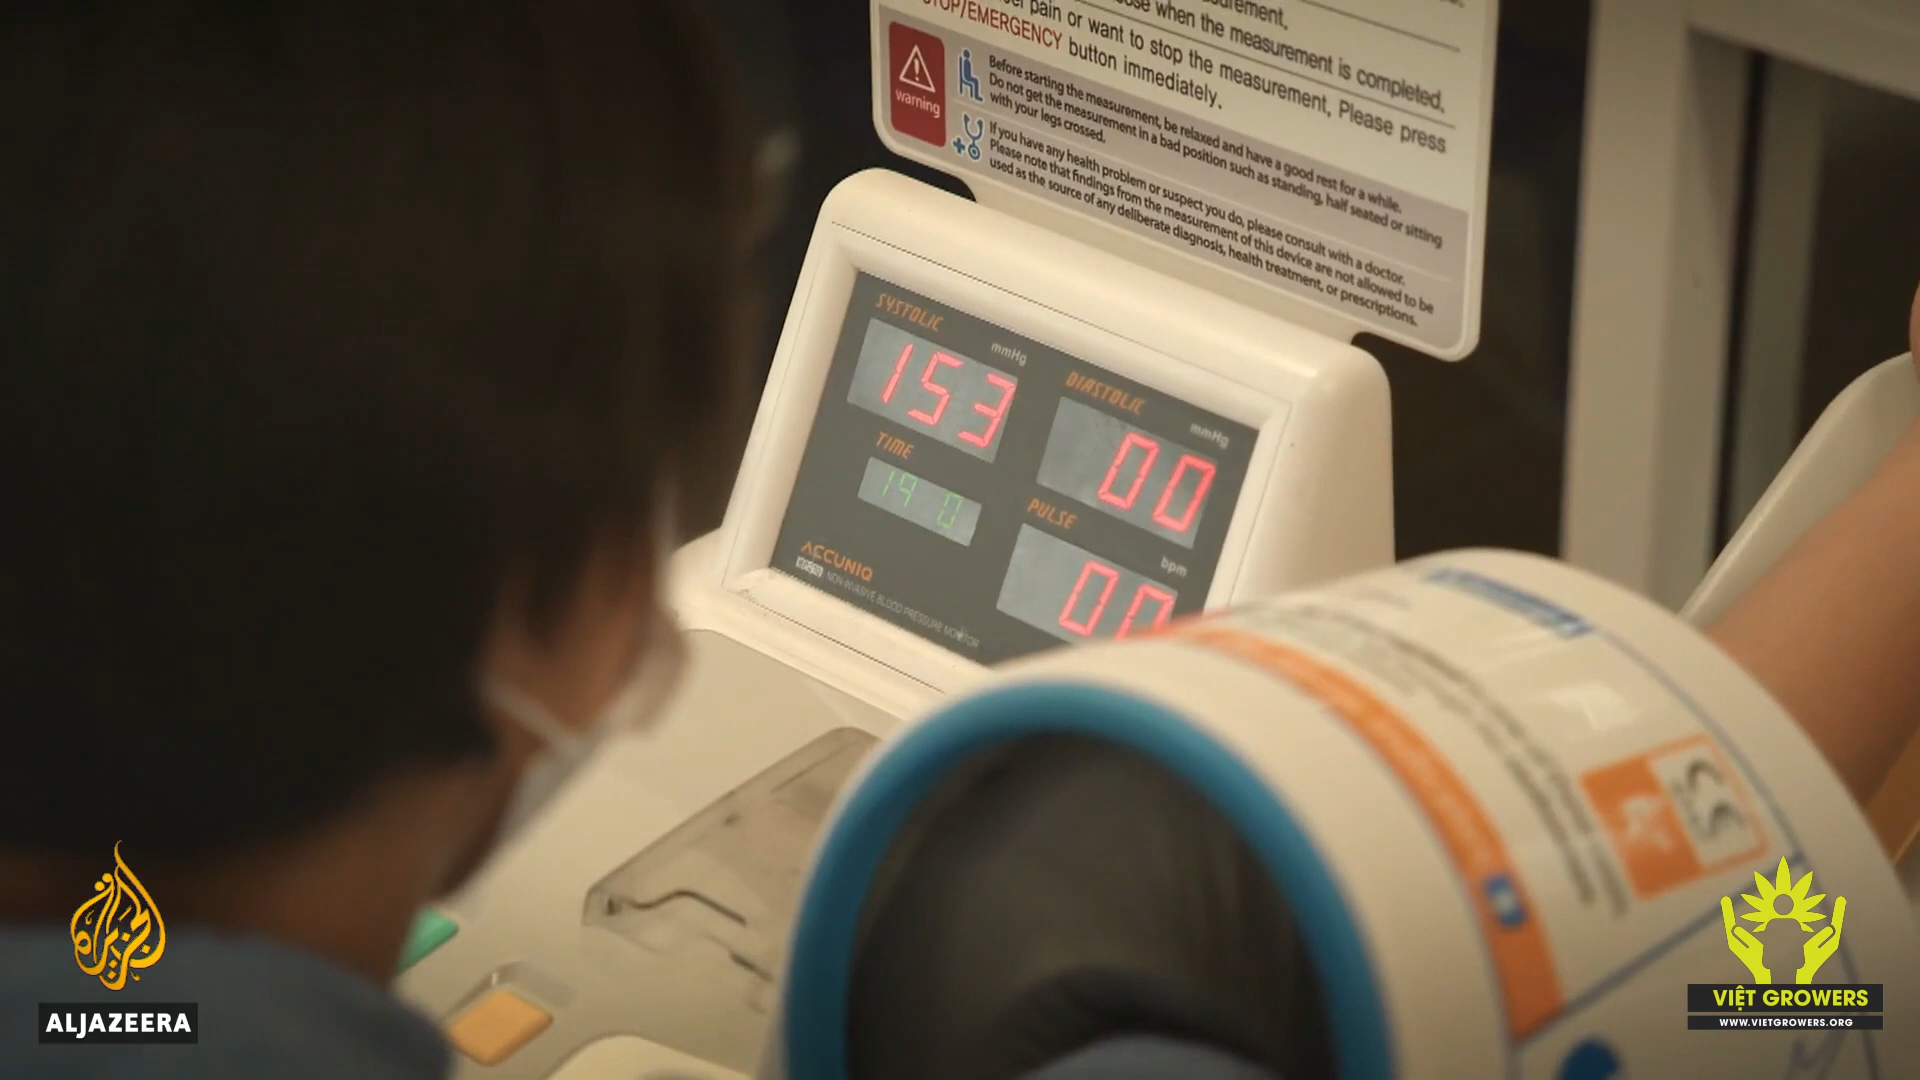 when the measurement is completed.
pain or want to stop the measurement, Please press
STOP/EMERGENCY button immediately.
warning
Before starting the measurement, be relaxed and have a good rest for a while.
Do not get the measurement in a bad position such as standing, half seated or sitting
with your legs crossed.
If you have any health problem or suspect you do, please consult with a doctor.
Please note that findings from the measurement of this device are not allowed to be
used as the source of any deliberate diagnosis, health treatment, or prescriptions.
SYSTOLIC
mmHg
153
DIASTOLIC
mmHg
00
TIME
19 0
PULSE
bpm
00
ACCUNIQ
NON-INVASIVE BLOOD PRESSURE MONITOR
CE
الجزيرة
ALJAZEERA
VIỆT GROWERS
WWW.VIETGROWERS.ORG